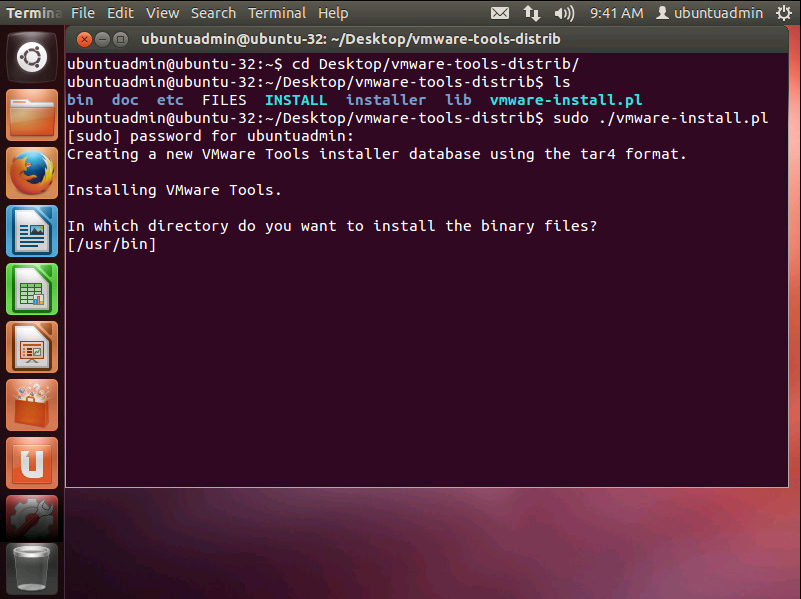 Termina File Edit View Search Terminal Help 9:41 AM ubuntuadmin
ubuntuadmin@ubuntu-32: ~/Desktop/vmware-tools-distrib
ubuntuadmin@ubuntu-32:~$ cd Desktop/vmware-tools-distrib/
ubuntuadmin@ubuntu-32:~/Desktop/vmware-tools-distrib$ ls
bin doc etc FILES INSTALL installer lib vmware-install.pl
ubuntuadmin@ubuntu-32:~/Desktop/vmware-tools-distrib$ sudo ./vmware-install.pl
[sudo] password for ubuntuadmin:
Creating a new VMware Tools installer database using the tar4 format.
Installing VMware Tools.
In which directory do you want to install the binary files?
[/usr/bin]